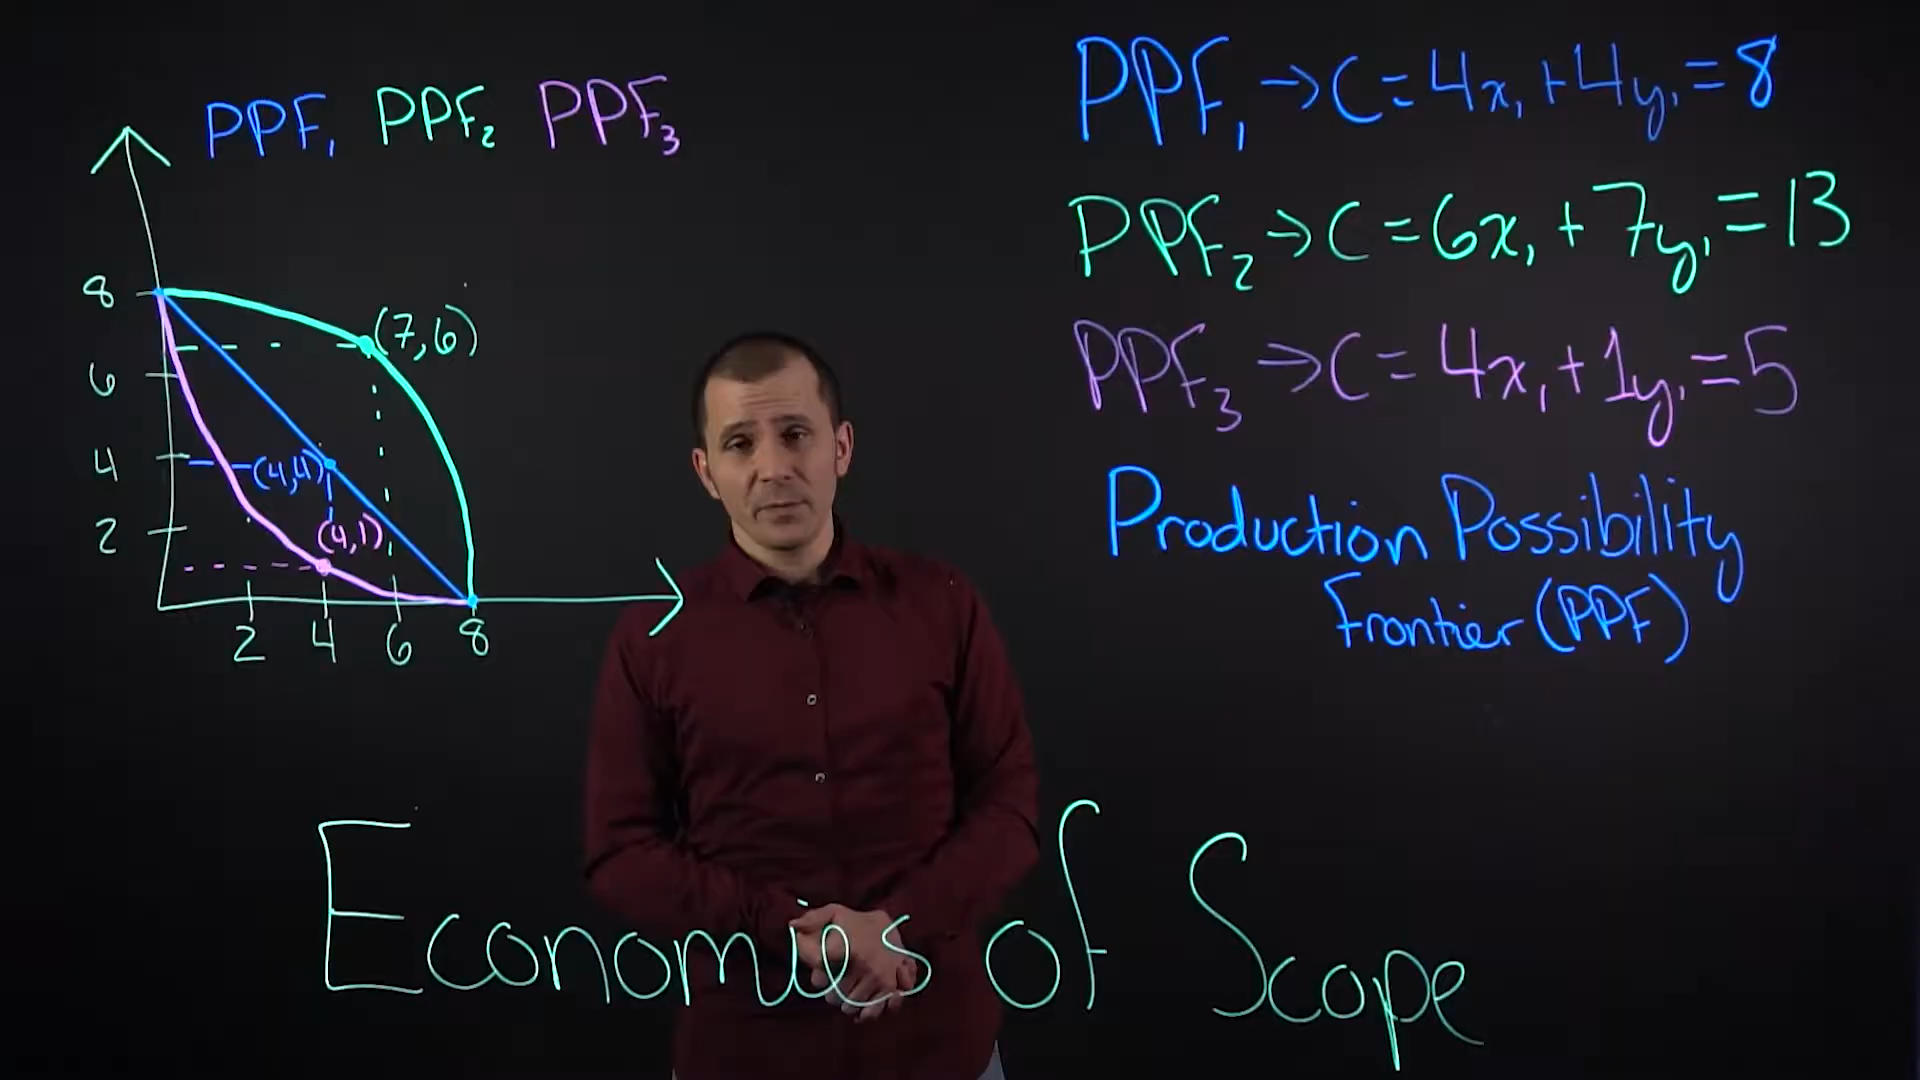 PPF₁ PPF₂ PPF₃
8
6
4
2
(7,6)
(4,4)
(4,1)
2 4 6 8
PPF₁ → C = 4x₁ + 4y₁ = 8
PPF₂ → C = 6x₁ + 7y₁ = 13
PPF₃ → C = 4x₁ + 1y₁ = 5
Production Possibility
Frontier (PPF)
Economies of Scope